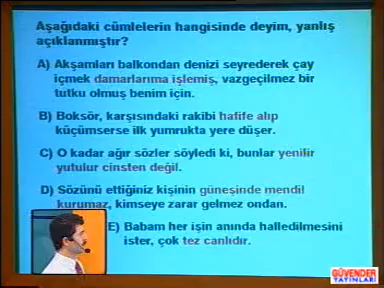 Aşağıdaki cümlelerin hangisinde deyim, yanlış
açıklanmıştır?
A) Akşamları balkondan denizi seyrederek çay
içmek damarlarıma işlemiş, vazgeçilmez bir
tutku olmuş benim için.
B) Boksör, karşısındaki rakibi hafife alıp
küçümserse ilk yumrukta yere düşer.
C) O kadar ağır sözler söyledi ki, bunlar yenilir
yutulur cinsten değil.
D) Sözünü ettiğiniz kişinin güneşinde mendil
kurumaz, kimseye zarar gelmez ondan.
E) Babam her işin anında halledilmesini
ister, çok tez canlıdır.
GÜVENDER
YAYINLARI